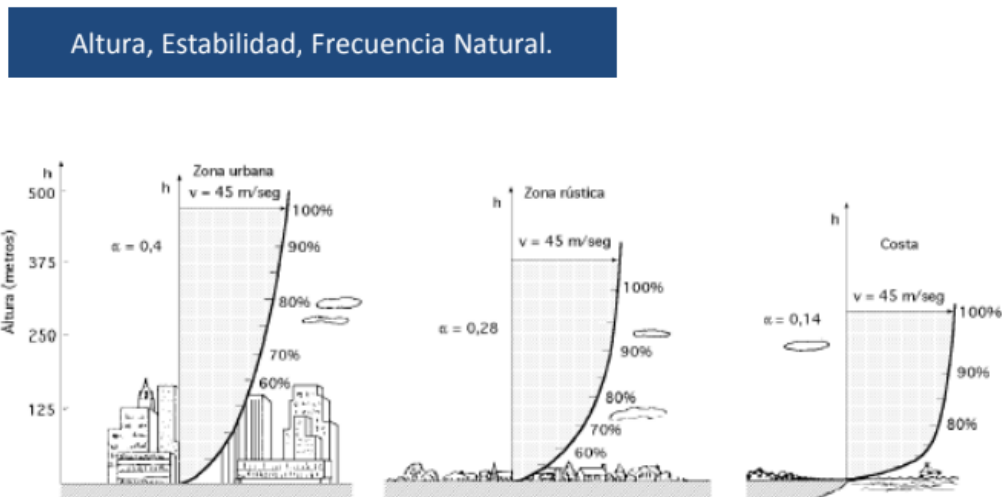 Altura, Estabilidad, Frecuencia Natural.
h
500
375
250
125
Altura (metros)
h
Zona urbana
v = 45 m/seg
100%
α = 0,4
90%
80%
70%
60%
h
Zona rústica
v = 45 m/seg
100%
α = 0,28
90%
80%
70%
60%
h
Costa
v = 45 m/seg
100%
α = 0,14
90%
80%